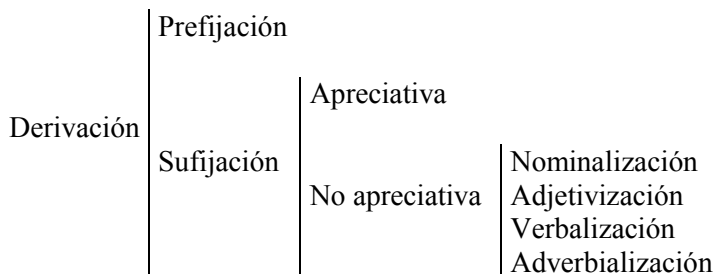 Prefijación
Apreciativa
Derivación
Sufijación
Nominalización
No apreciativa
Adjetivización
Verbalización
Adverbialización